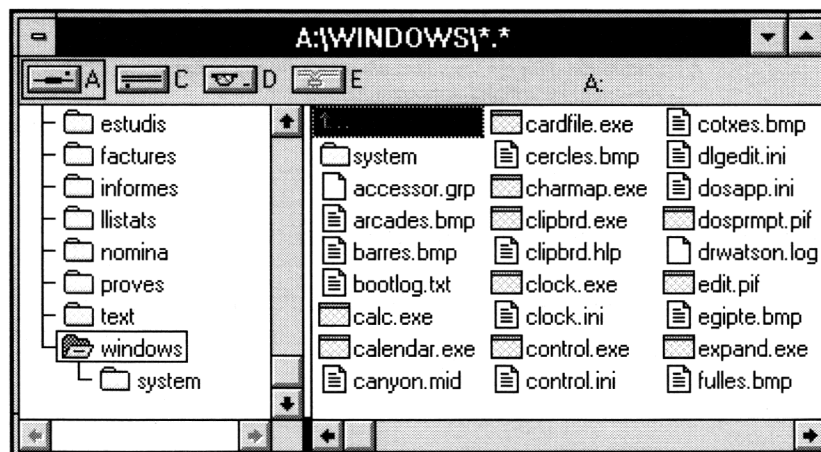 A:\WINDOWS\*.*
A C D E A:
estudis
factures
informes
llistats
nomina
proves
text
windows
system
..
system
accessor.grp
arcades.bmp
barres.bmp
bootlog.txt
calc.exe
calendar.exe
canyon.mid
cardfile.exe
cercles.bmp
charmap.exe
clipbrd.exe
clipbrd.hlp
clock.exe
clock.ini
control.exe
control.ini
cotxes.bmp
dlgedit.ini
dosapp.ini
dosprmpt.pif
drwatson.log
edit.pif
egipte.bmp
expand.exe
fulles.bmp